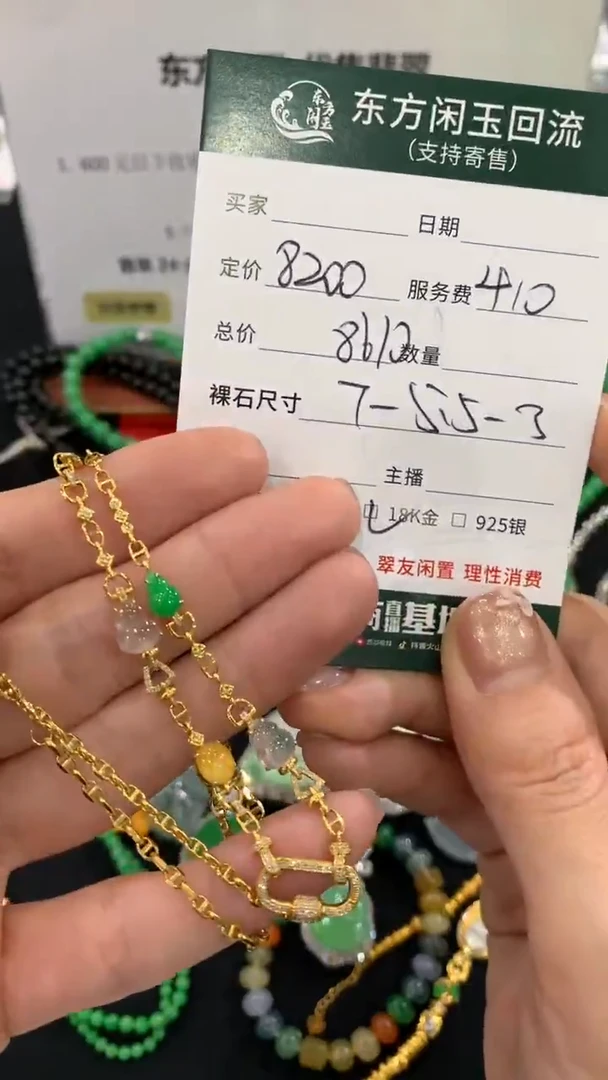 东方闲玉
东方闲玉回流
(支持寄售)
买家 日期
定价 8200 服务费 410
总价 8610 数量
裸石尺寸 7-5.5-3
主播
18K金 □ 925银
翠友闲置 理性消费